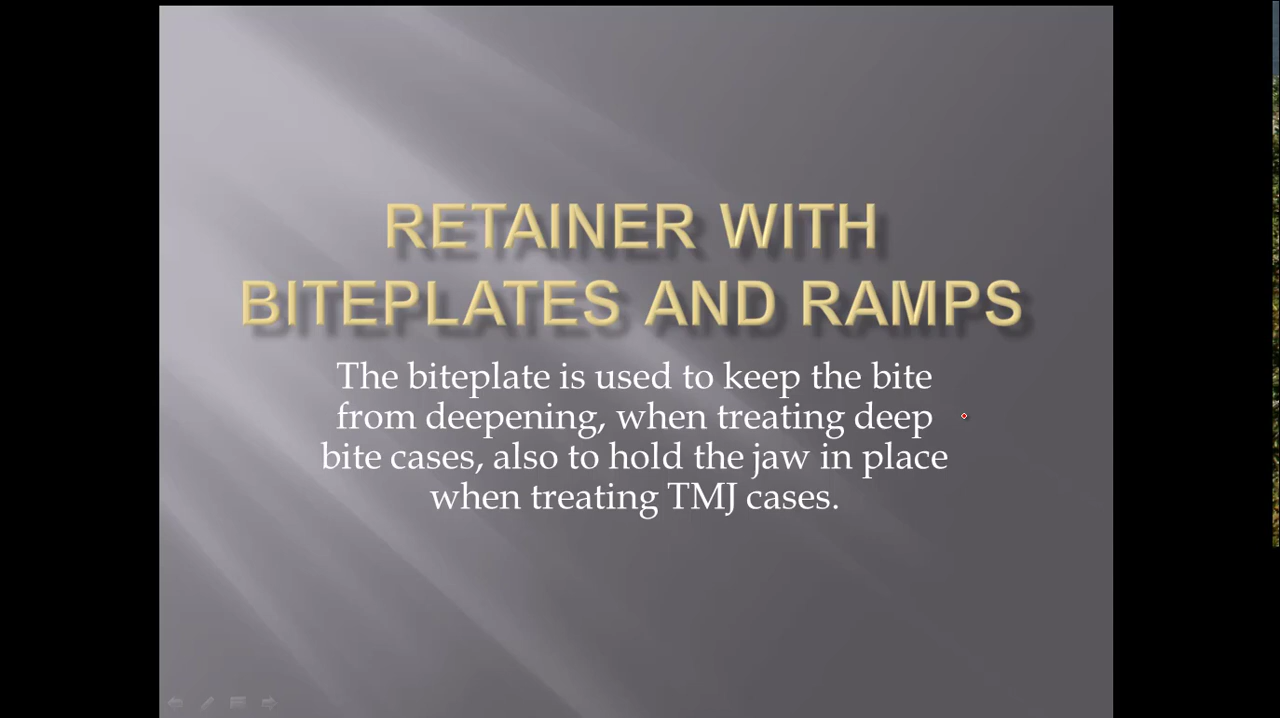 RETAINER WITH
BITEPLATES AND RAMPS
The biteplate is used to keep the bite
from deepening, when treating deep
bite cases, also to hold the jaw in place
when treating TMJ cases.